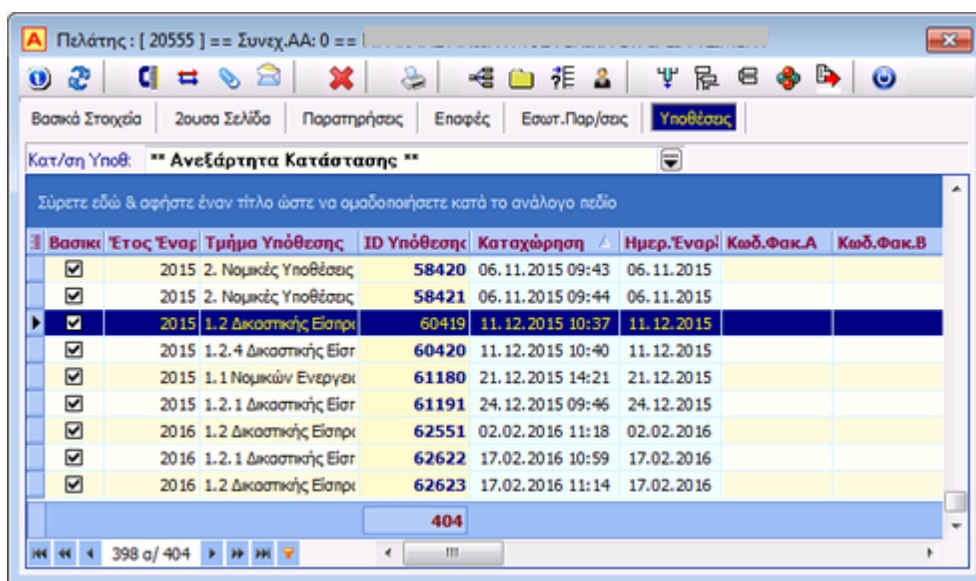 A Πελάτης : [ 20555 ] == Συνεχ.ΑΑ: 0 ==
Βασικά Στοιχεία 2ουσα Σελίδα Παρατηρήσεις Επαφές Εσωτ.Παρ/σεις Υποθέσεις
Κατ/ση Υποθ: ** Ανεξάρτητα Κατάστασης **
Σύρετε εδώ & αφήστε έναν τίτλο ώστε να ομαδοποιήσετε κατά το ανάλογο πεδίο
Βασικ Έτος Έναρ Τμήμα Υπόθεσης ID Υπόθεσης Καταχώρηση Ημερ.Έναρ Κωδ.Φακ.Α Κωδ.Φακ.Β
2015 2. Νομικές Υποθέσεις 58420 06.11.2015 09:43 06.11.2015
2015 2. Νομικές Υποθέσεις 58421 06.11.2015 09:44 06.11.2015
2015 1.2 Δικαστικής Είσπρ 60419 11.12.2015 10:37 11.12.2015
2015 1.2.4 Δικαστικής Είσπ 60420 11.12.2015 10:40 11.12.2015
2015 1.1 Νομικών Ενεργει 61180 21.12.2015 14:21 21.12.2015
2015 1.2.1 Δικαστικής Είσπ 61191 24.12.2015 09:46 24.12.2015
2016 1.2 Δικαστικής Είσπρ 62551 02.02.2016 11:18 02.02.2016
2016 1.2.1 Δικαστικής Είσπ 62622 17.02.2016 10:59 17.02.2016
2016 1.2 Δικαστικής Είσπρ 62623 17.02.2016 11:14 17.02.2016
404
398 α/ 404